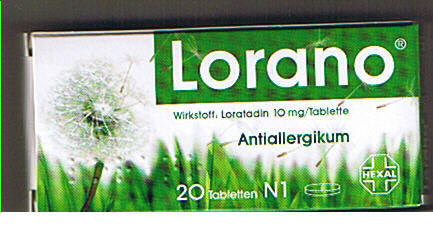 Lorano®
Wirkstoff: Loratadin 10 mg/Tablette
Antiallergikum
20 Tabletten N1
HEXAL